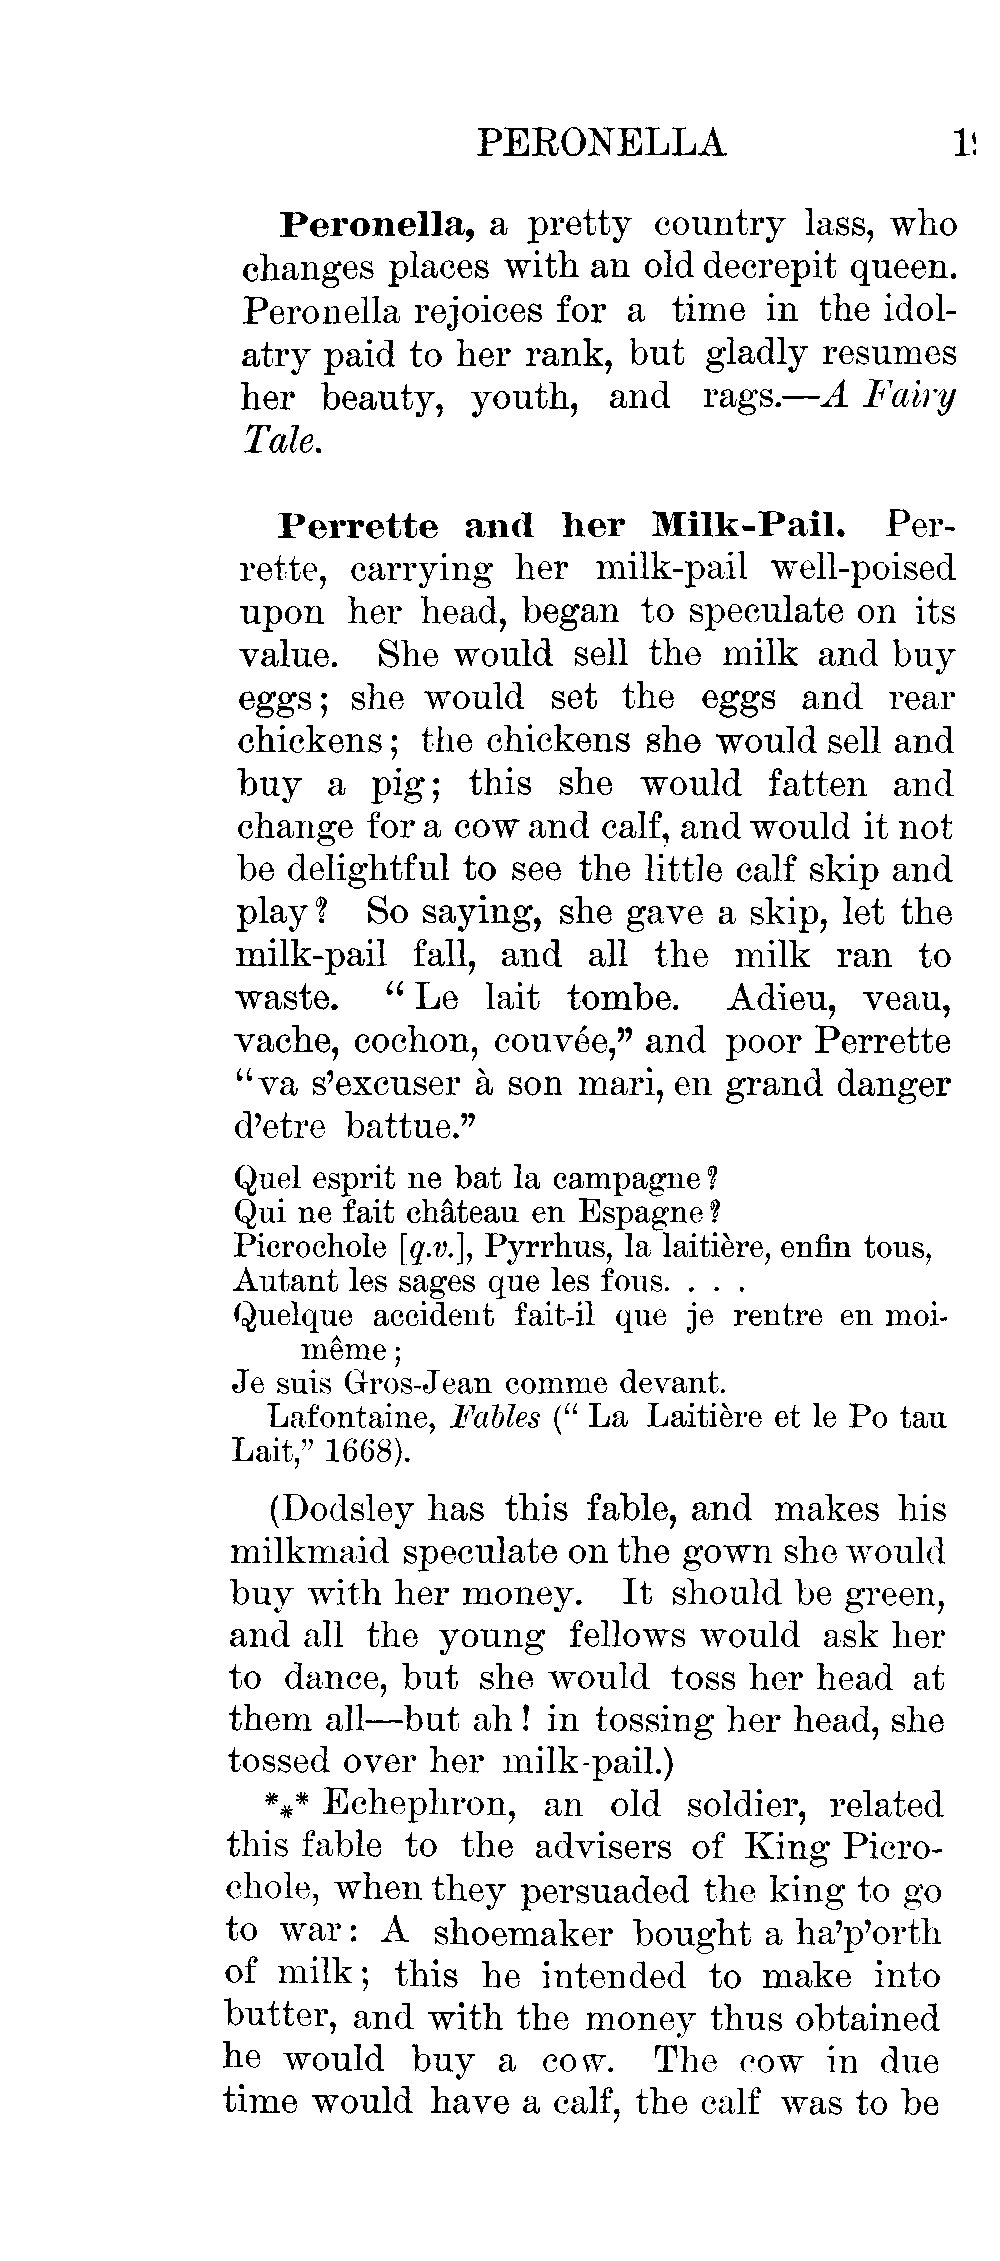 PERONELLA
Peronella, a pretty country lass, who
changes places with an old decrepit queen.
Peronella rejoices for a time in the idol-
atry paid to her rank, but gladly resumes
her beauty, youth, and rags.—A Fairy
Tale.
Perrette and her Milk-Pail. Per-
rette, carrying her milk-pail well-poised
upon her head, began to speculate on its
value. She would sell the milk and buy
eggs; she would set the eggs and rear
chickens; the chickens she would sell and
buy a pig; this she would fatten and
change for a cow and calf, and would it not
be delightful to see the little calf skip and
play? So saying, she gave a skip, let the
milk-pail fall, and all the milk ran to
waste. “Le lait tombe. Adieu, veau,
vache, cochon, couvée,” and poor Perrette
“va s’excuser à son mari, en grand danger
d’etre battue.”
Quel esprit ne bat la campagne?
Qui ne fait château en Espagne?
Picrochole [q.v.], Pyrrhus, la laitière, enfin tous,
Autant les sages que les fous. . . .
Quelque accident fait-il que je rentre en moi-
même;
Je suis Gros-Jean comme devant.
Lafontaine, Fables (“La Laitière et le Po tau
Lait,” 1668).
(Dodsley has this fable, and makes his
milkmaid speculate on the gown she would
buy with her money. It should be green,
and all the young fellows would ask her
to dance, but she would toss her head at
them all—but ah! in tossing her head, she
tossed over her milk-pail.)
*** Echephron, an old soldier, related
this fable to the advisers of King Picro-
chole, when they persuaded the king to go
to war: A shoemaker bought a ha’p’orth
of milk; this he intended to make into
butter, and with the money thus obtained
he would buy a cow. The cow in due
time would have a calf, the calf was to be